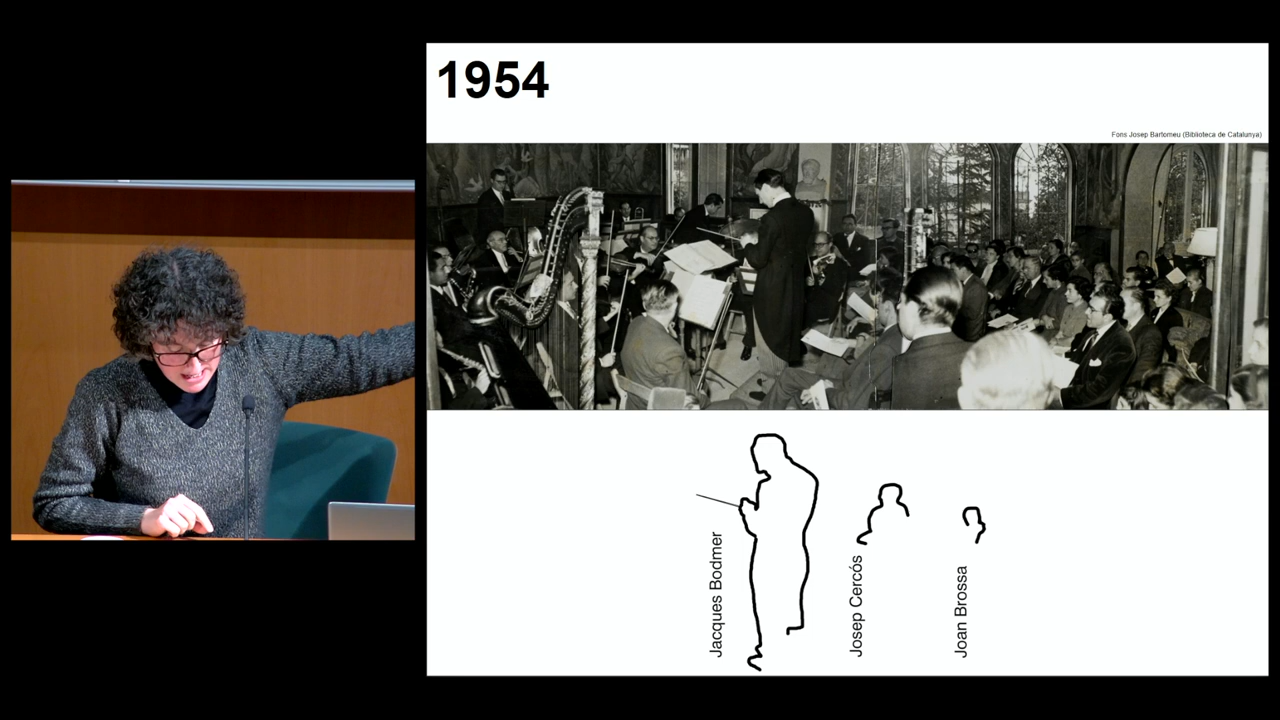 1954
Fons Josep Bartomeu (Biblioteca de Catalunya)
Jacques Bodmer
Josep Cercós
Joan Brossa